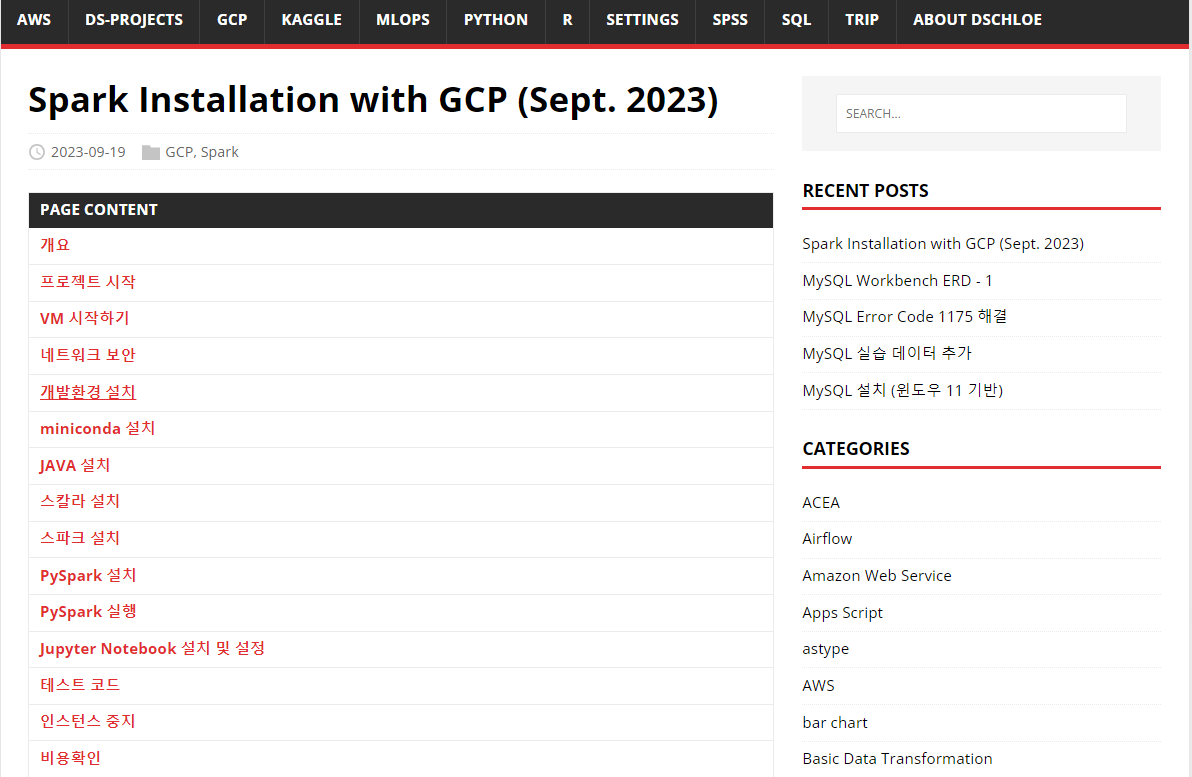 AWS DS-PROJECTS GCP KAGGLE MLOPS PYTHON R SETTINGS SPSS SQL TRIP ABOUT DSCHLOE
Spark Installation with GCP (Sept. 2023)
2023-09-19 GCP, Spark
PAGE CONTENT
개요
프로젝트 시작
VM 시작하기
네트워크 보안
개발환경 설치
miniconda 설치
JAVA 설치
스칼라 설치
스파크 설치
PySpark 설치
PySpark 실행
Jupyter Notebook 설치 및 설정
테스트 코드
인스턴스 중지
비용확인
SEARCH...
RECENT POSTS
Spark Installation with GCP (Sept. 2023)
MySQL Workbench ERD - 1
MySQL Error Code 1175 해결
MySQL 실습 데이터 추가
MySQL 설치 (윈도우 11 기반)
CATEGORIES
ACEA
Airflow
Amazon Web Service
Apps Script
astype
AWS
bar chart
Basic Data Transformation